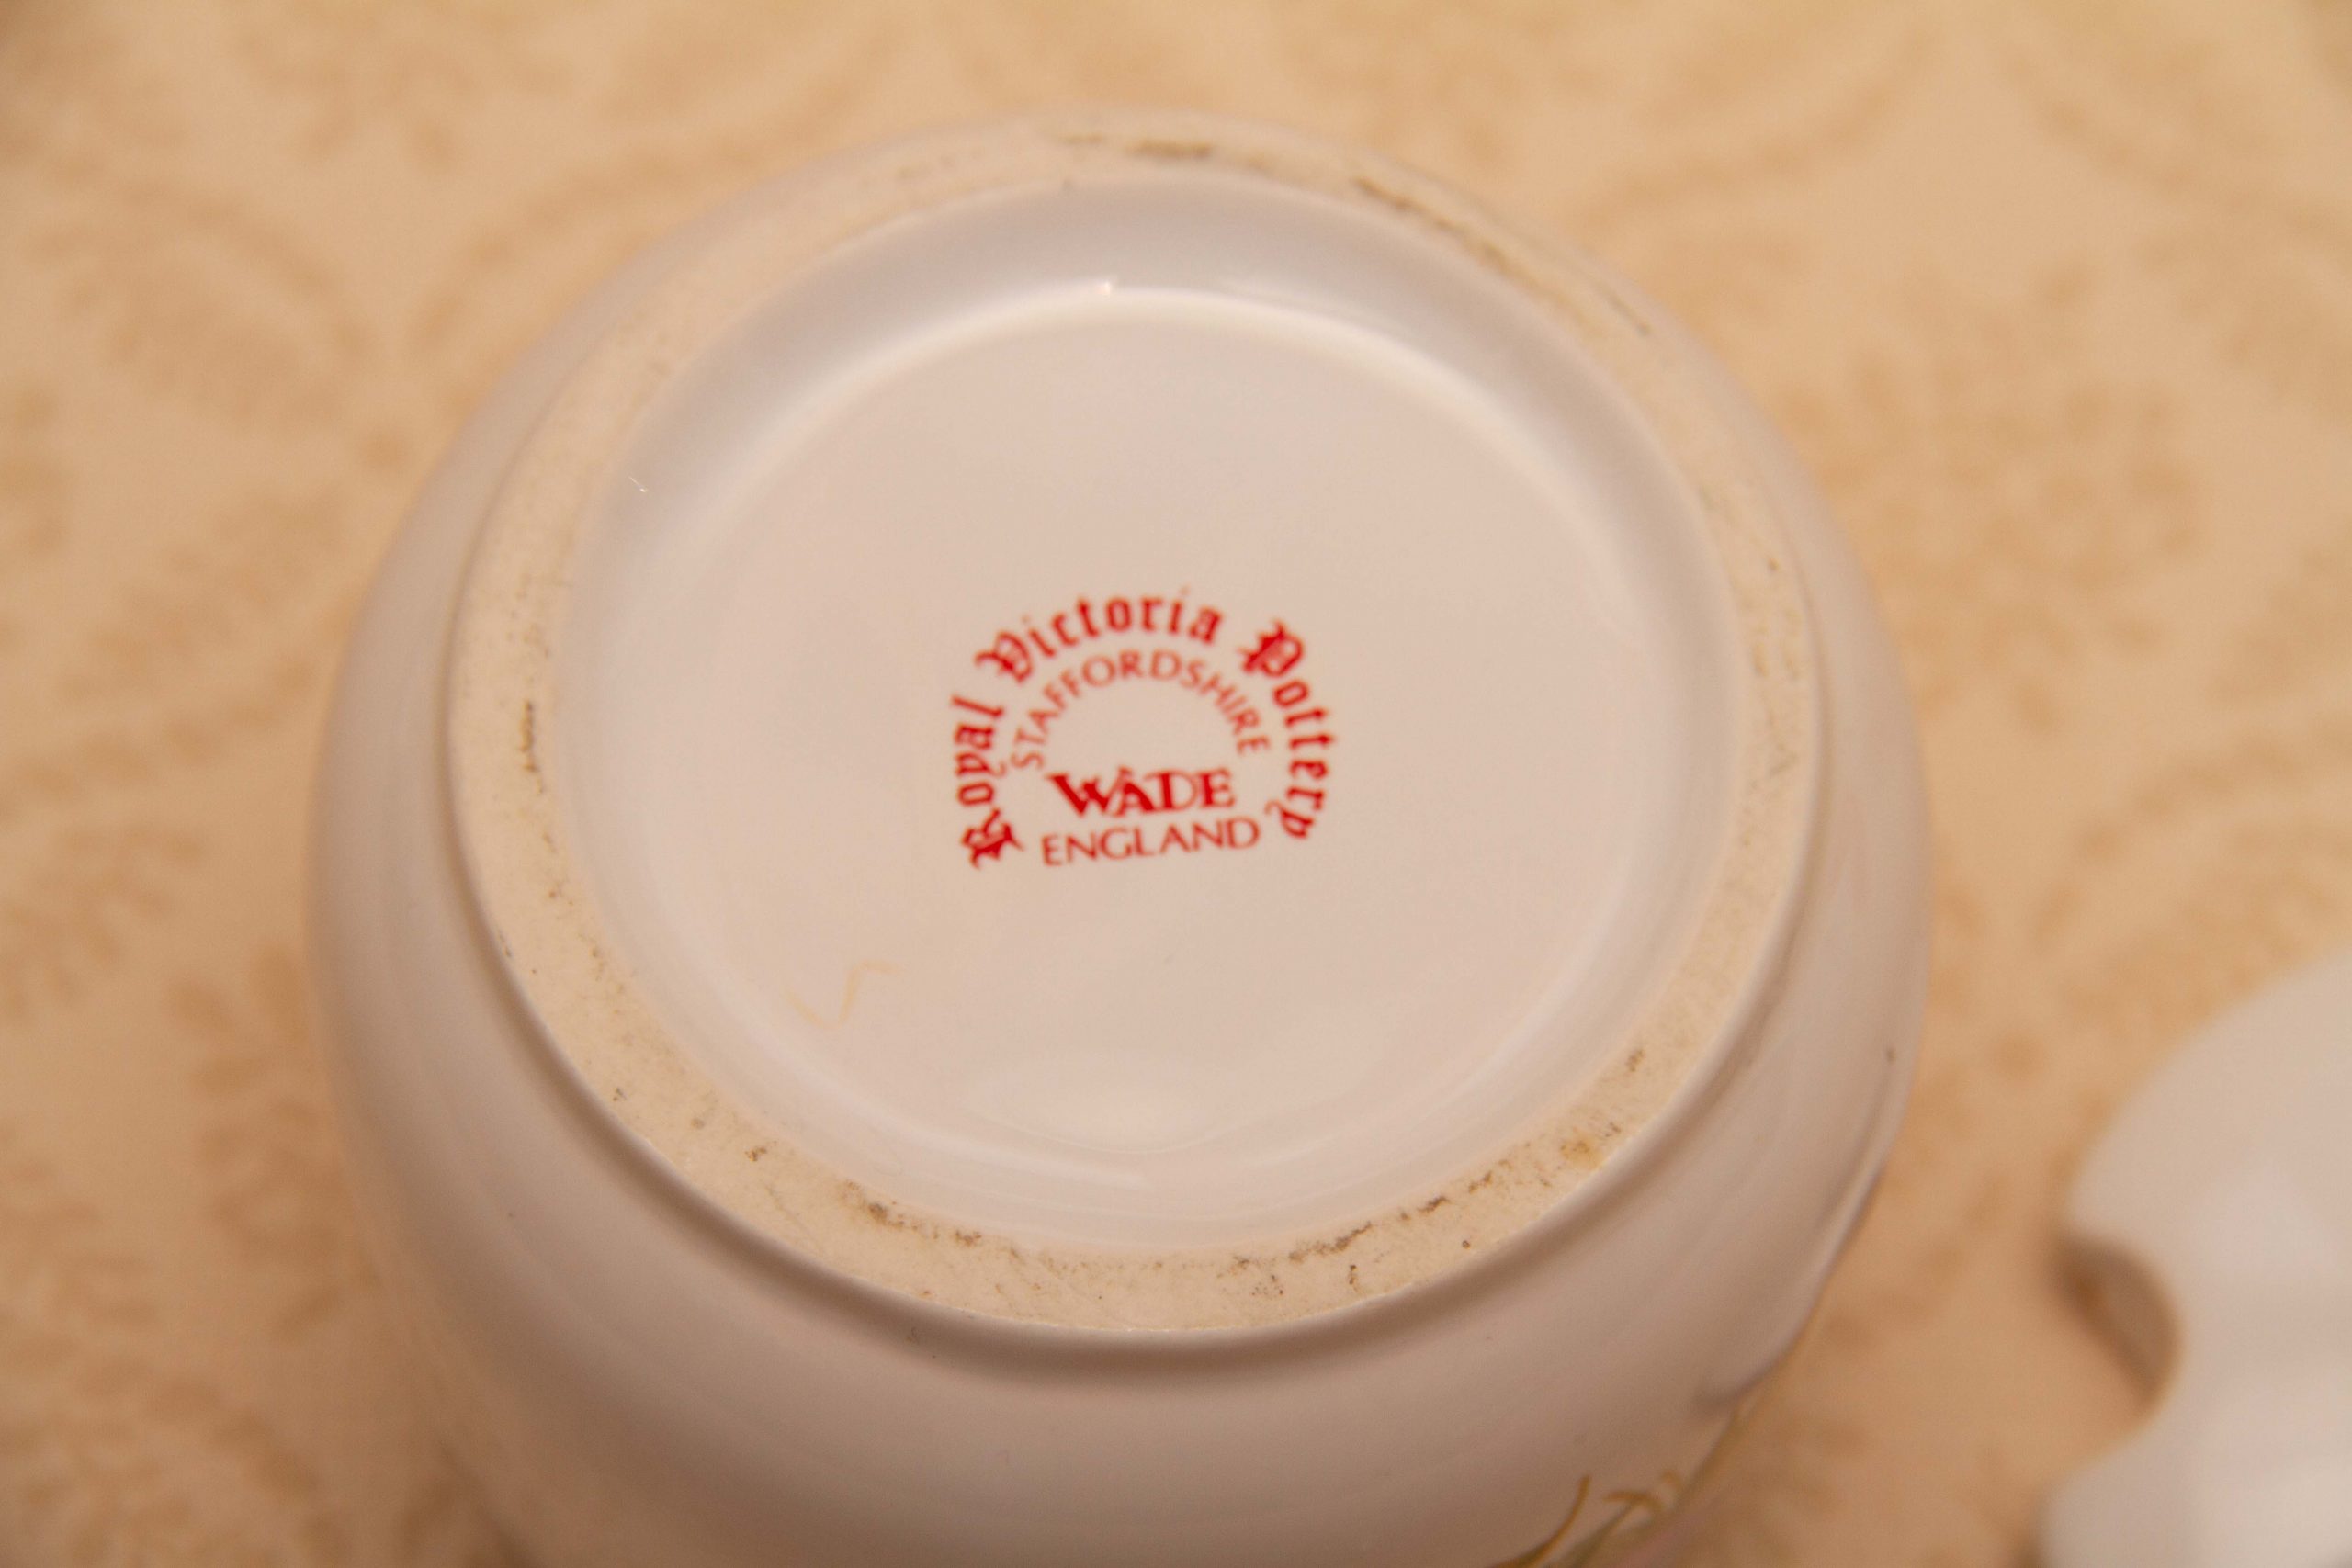 Royal Victoria Pottery
STAFFORDSHIRE
WADE
ENGLAND